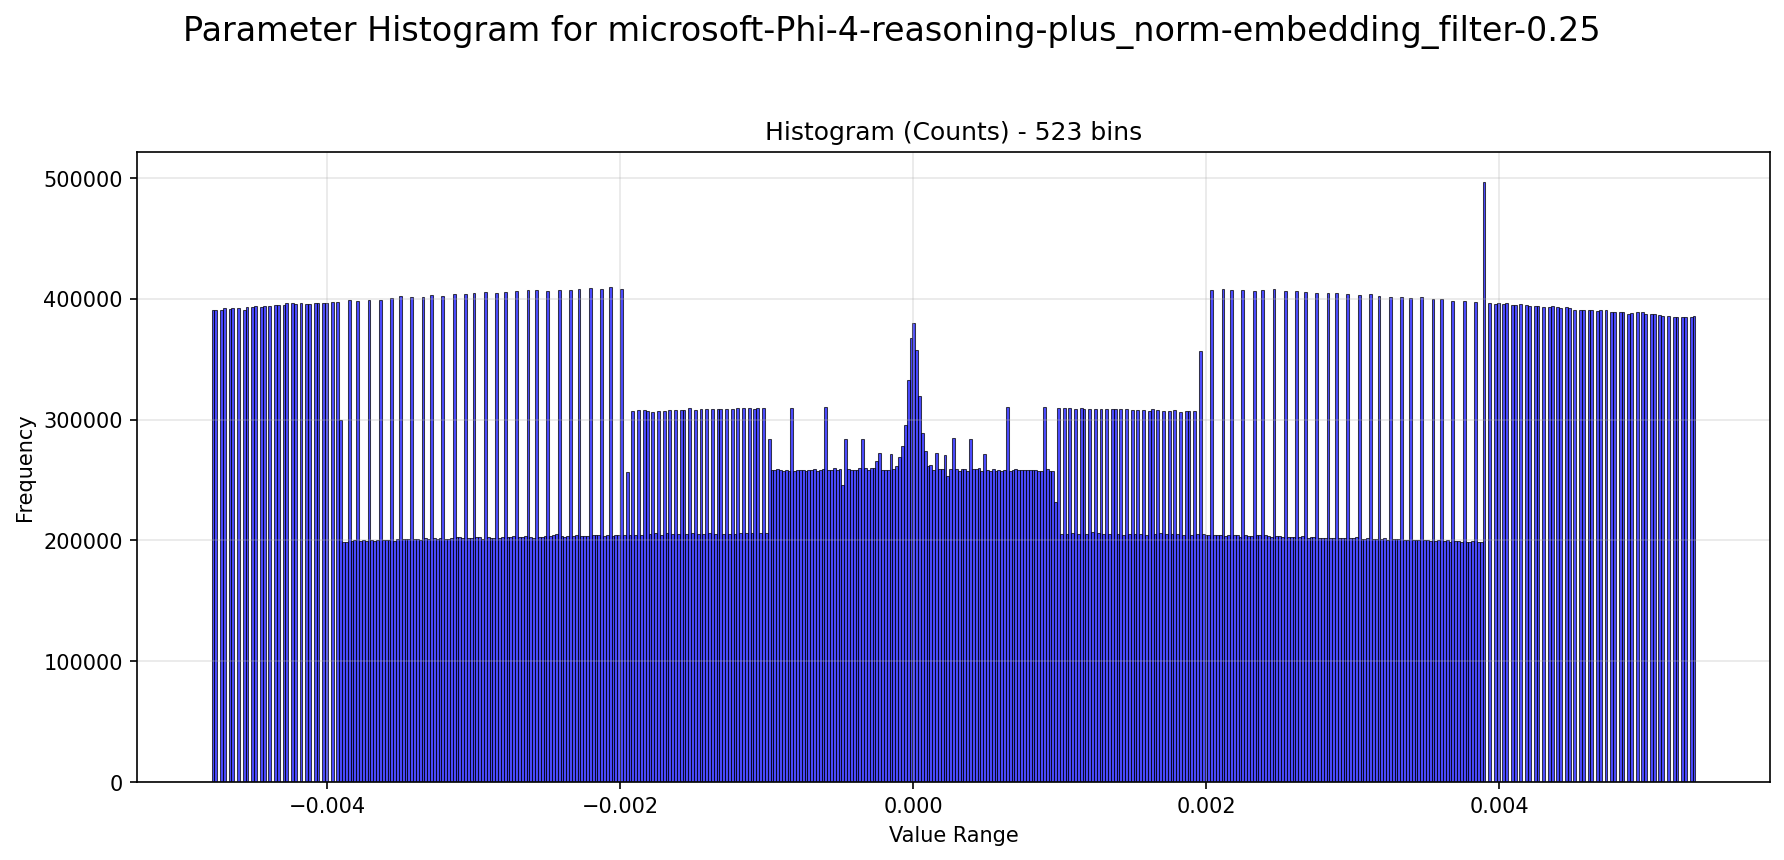 Parameter Histogram for microsoft-Phi-4-reasoning-plus_norm-embedding_filter-0.25
Histogram (Counts) - 523 bins
500000
400000
300000
200000
100000
0
Frequency
−0.004
−0.002
0.000
0.002
0.004
Value Range